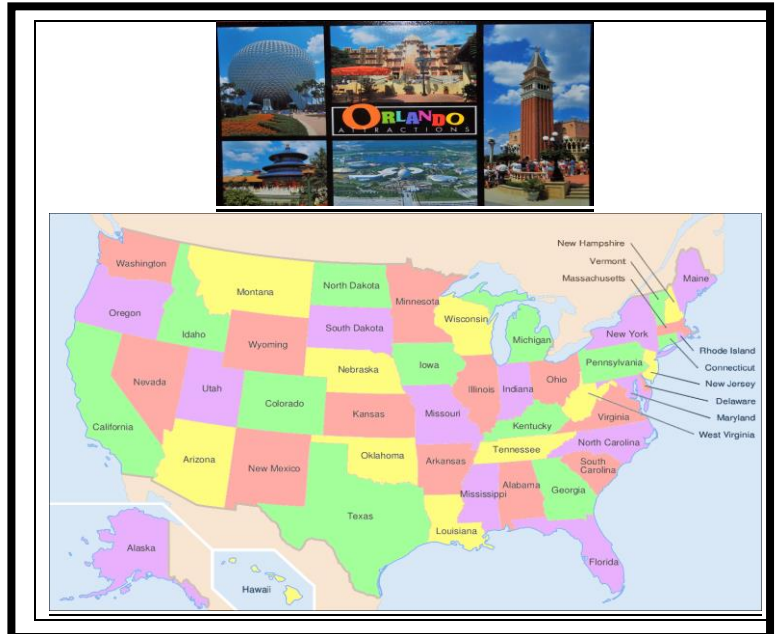 ORLANDO
ATTRACTIONS
New Hampshire
Vermont
Massachusetts
Washington
Montana
North Dakota
Minnesota
Maine
Oregon
Idaho
Wyoming
South Dakota
Wisconsin
Michigan
New York
Rhode Island
Connecticut
New Jersey
Delaware
Maryland
West Virginia
Nevada
Utah
Colorado
Nebraska
Iowa
Illinois
Indiana
Ohio
Pennsylvania
California
Kansas
Missouri
Kentucky
Virginia
Arizona
New Mexico
Oklahoma
Arkansas
Tennessee
North Carolina
South
Carolina
Texas
Louisiana
Mississippi
Alabama
Georgia
Florida
Alaska
Hawaii